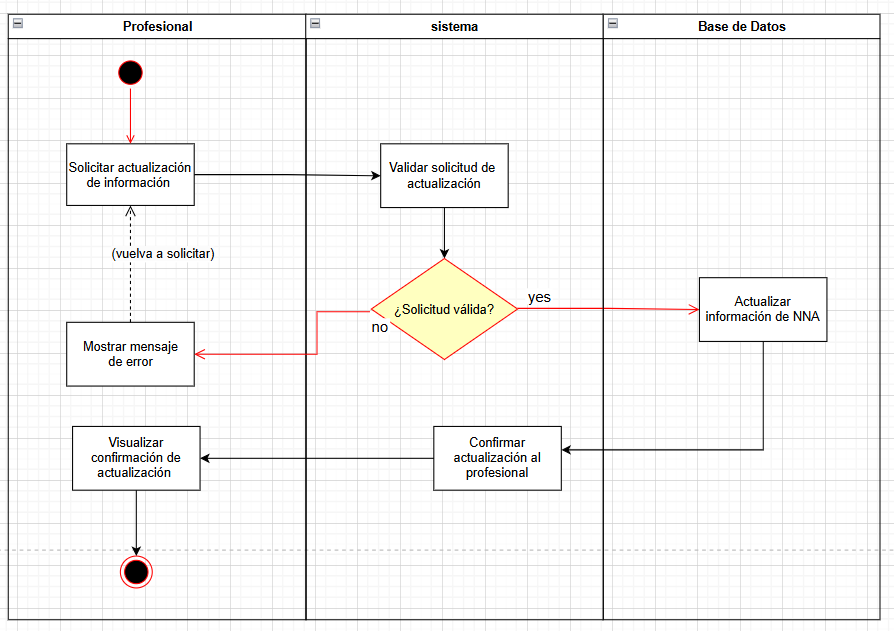 Profesional
sistema
Base de Datos
Solicitar actualización
de información
Validar solicitud de
actualización
(vuelva a solicitar)
¿Solicitud válida?
yes
no
Actualizar
información de NNA
Mostrar mensaje
de error
Visualizar
confirmación de
actualización
Confirmar
actualización al
profesional